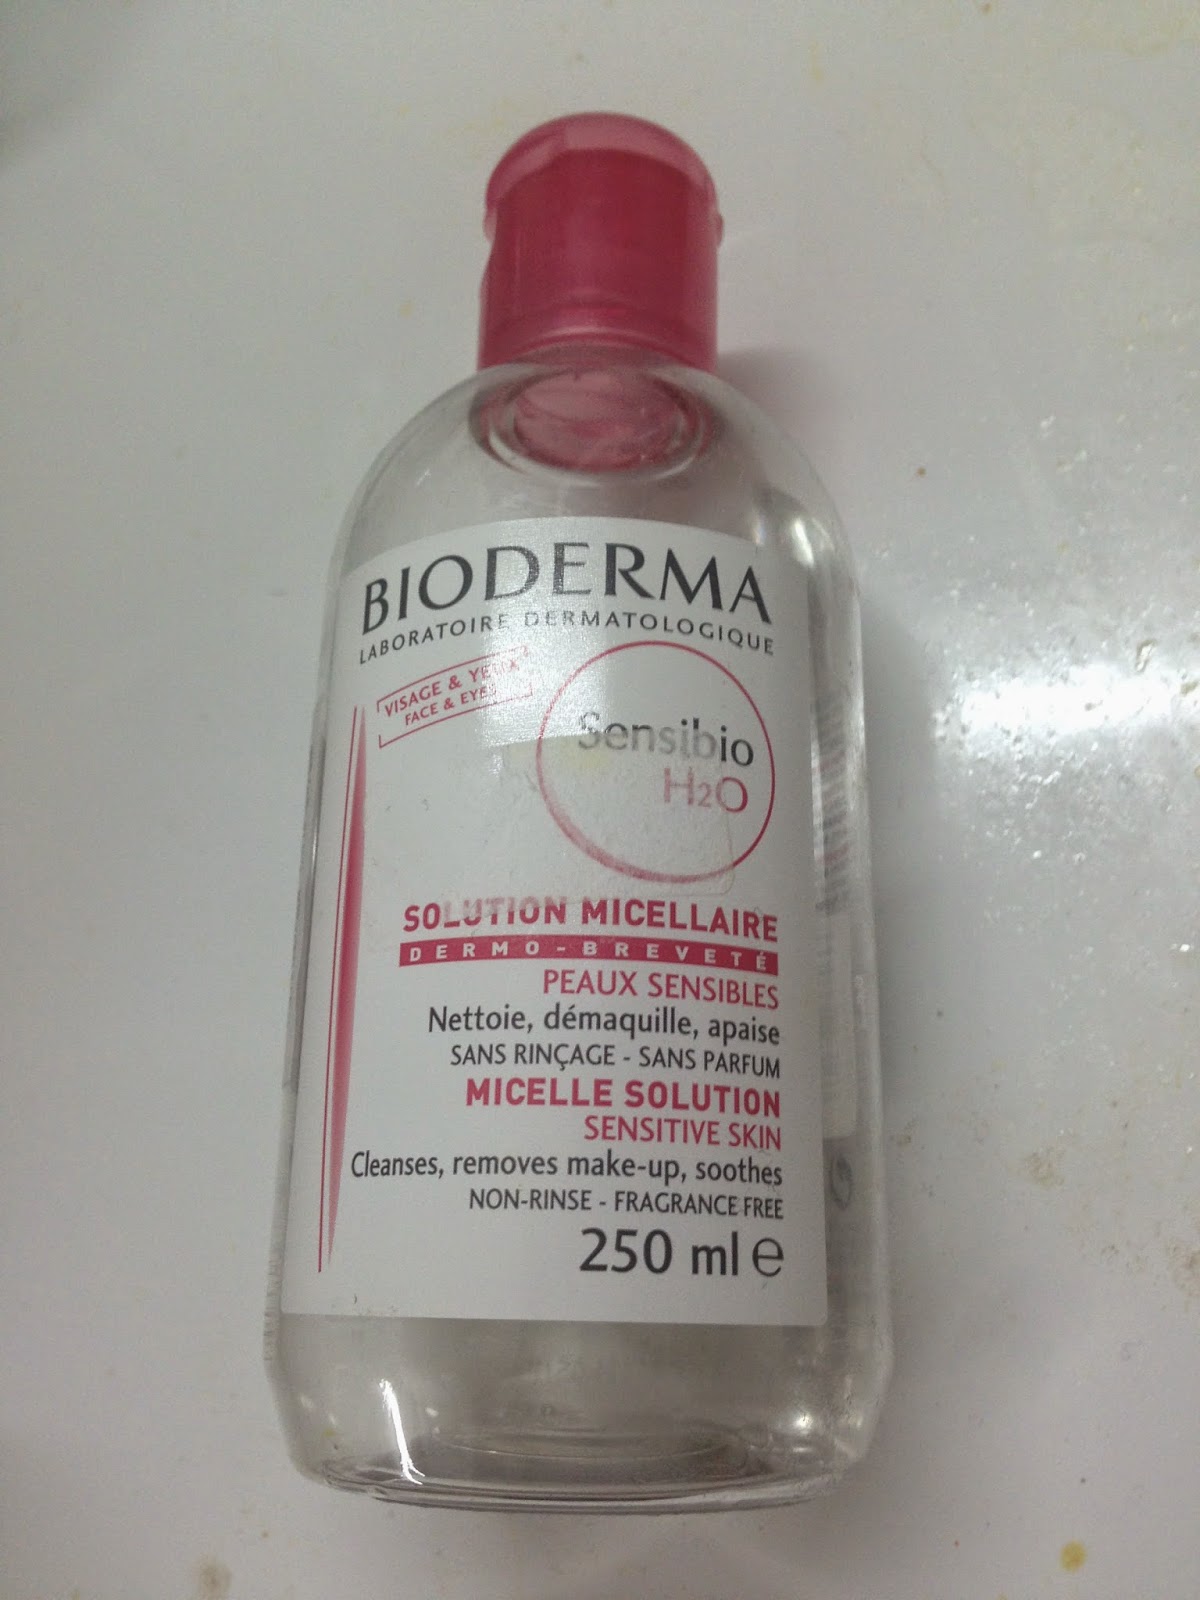 BIODERMA
LABORATOIRE DERMATOLOGIQUE
VISAGE & YEUX
FACE & EYES
Sensibio
H2O
SOLUTION MICELLAIRE
DERMO-BREVETÉ
PEAUX SENSIBLES
Nettoie, démaquille, apaise
SANS RINÇAGE - SANS PARFUM
MICELLE SOLUTION
SENSITIVE SKIN
Cleanses, removes make-up, soothes
NON-RINSE - FRAGRANCE FREE
250 ml e